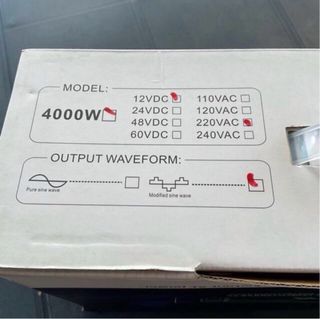 MODEL:
4000W
12VDC 110VAC
24VDC 120VAC
48VDC 220VAC
60VDC 240VAC
OUTPUT WAVEFORM:
Pure sine wave Modified sine wave